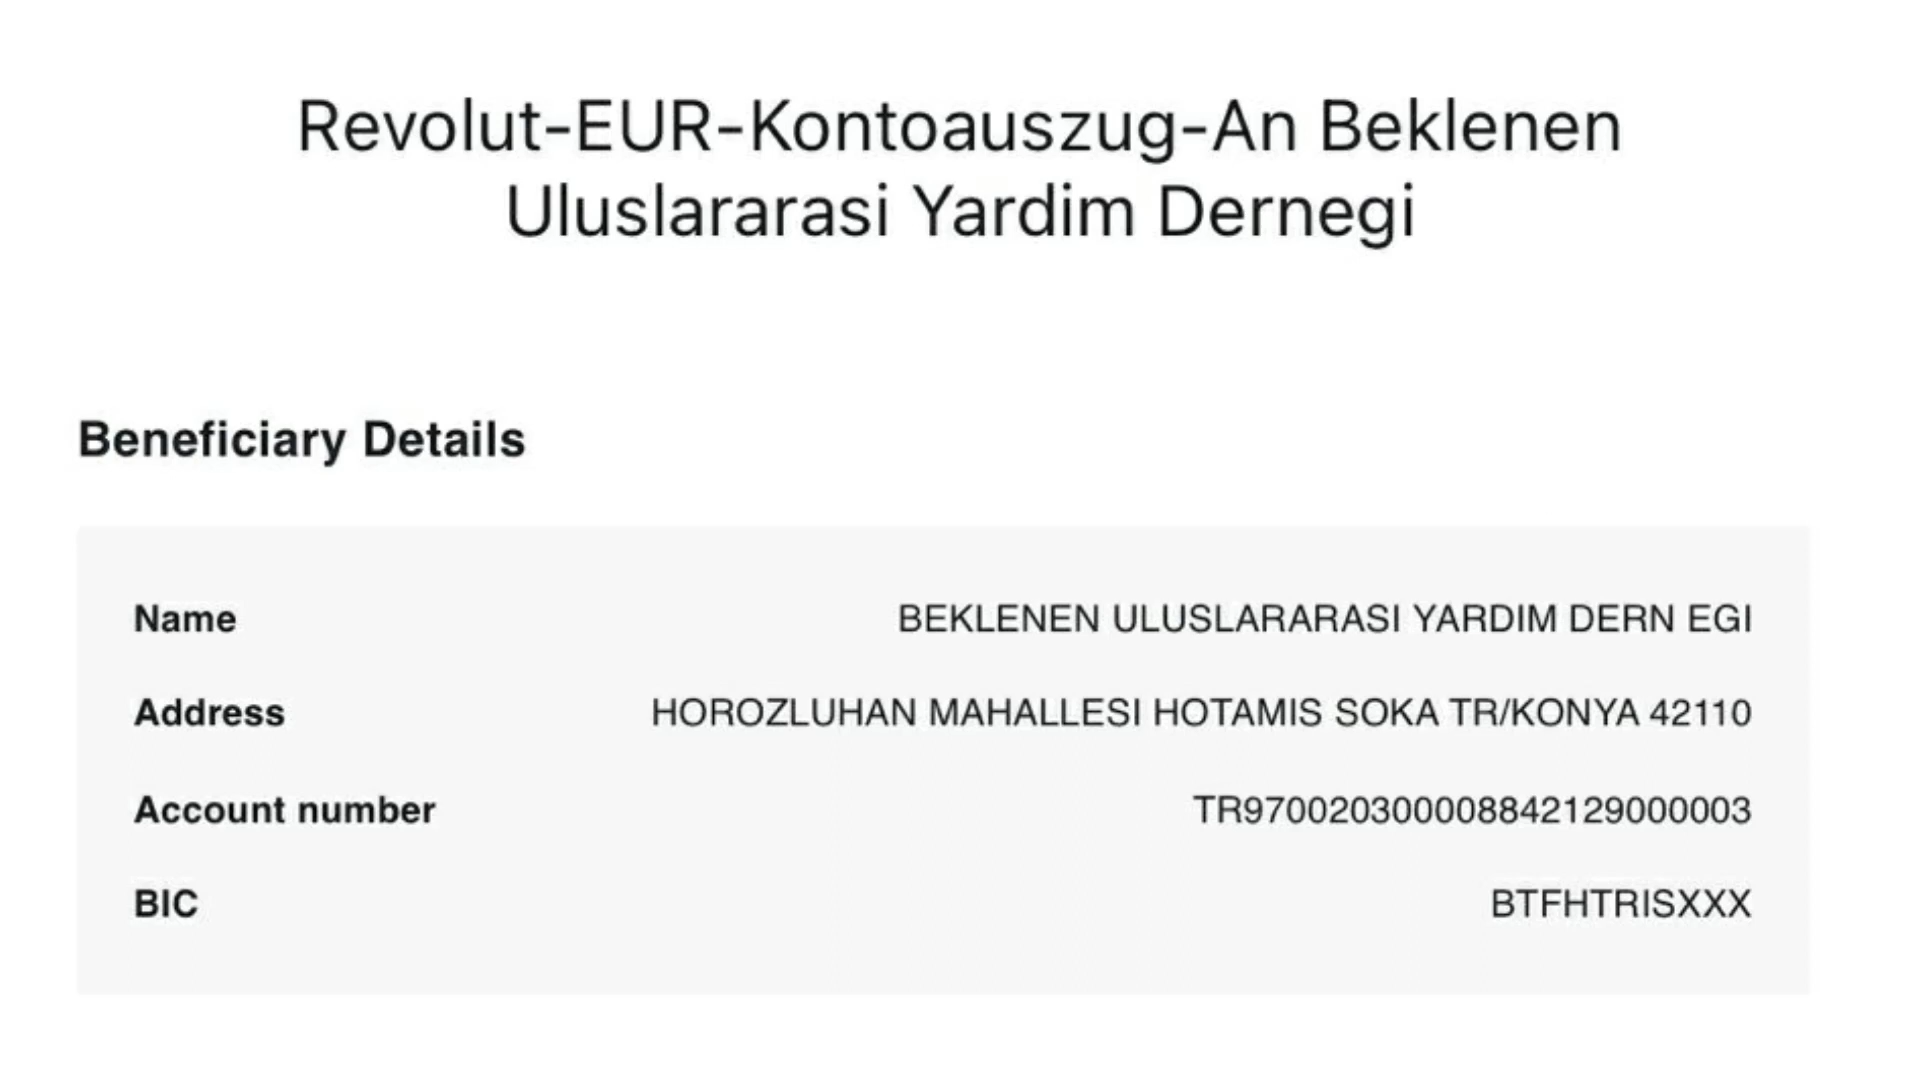 Revolut-EUR-Kontoauszug-An Beklenen
Uluslararasi Yardim Dernegi
Beneficiary Details
Name BEKLENEN ULUSLARARASI YARDIM DERN EGI
Address HOROZLUHAN MAHALLESI HOTAMIS SOKA TR/KONYA 42110
Account number TR970020300008842129000003
BIC BTFHTRISXXX